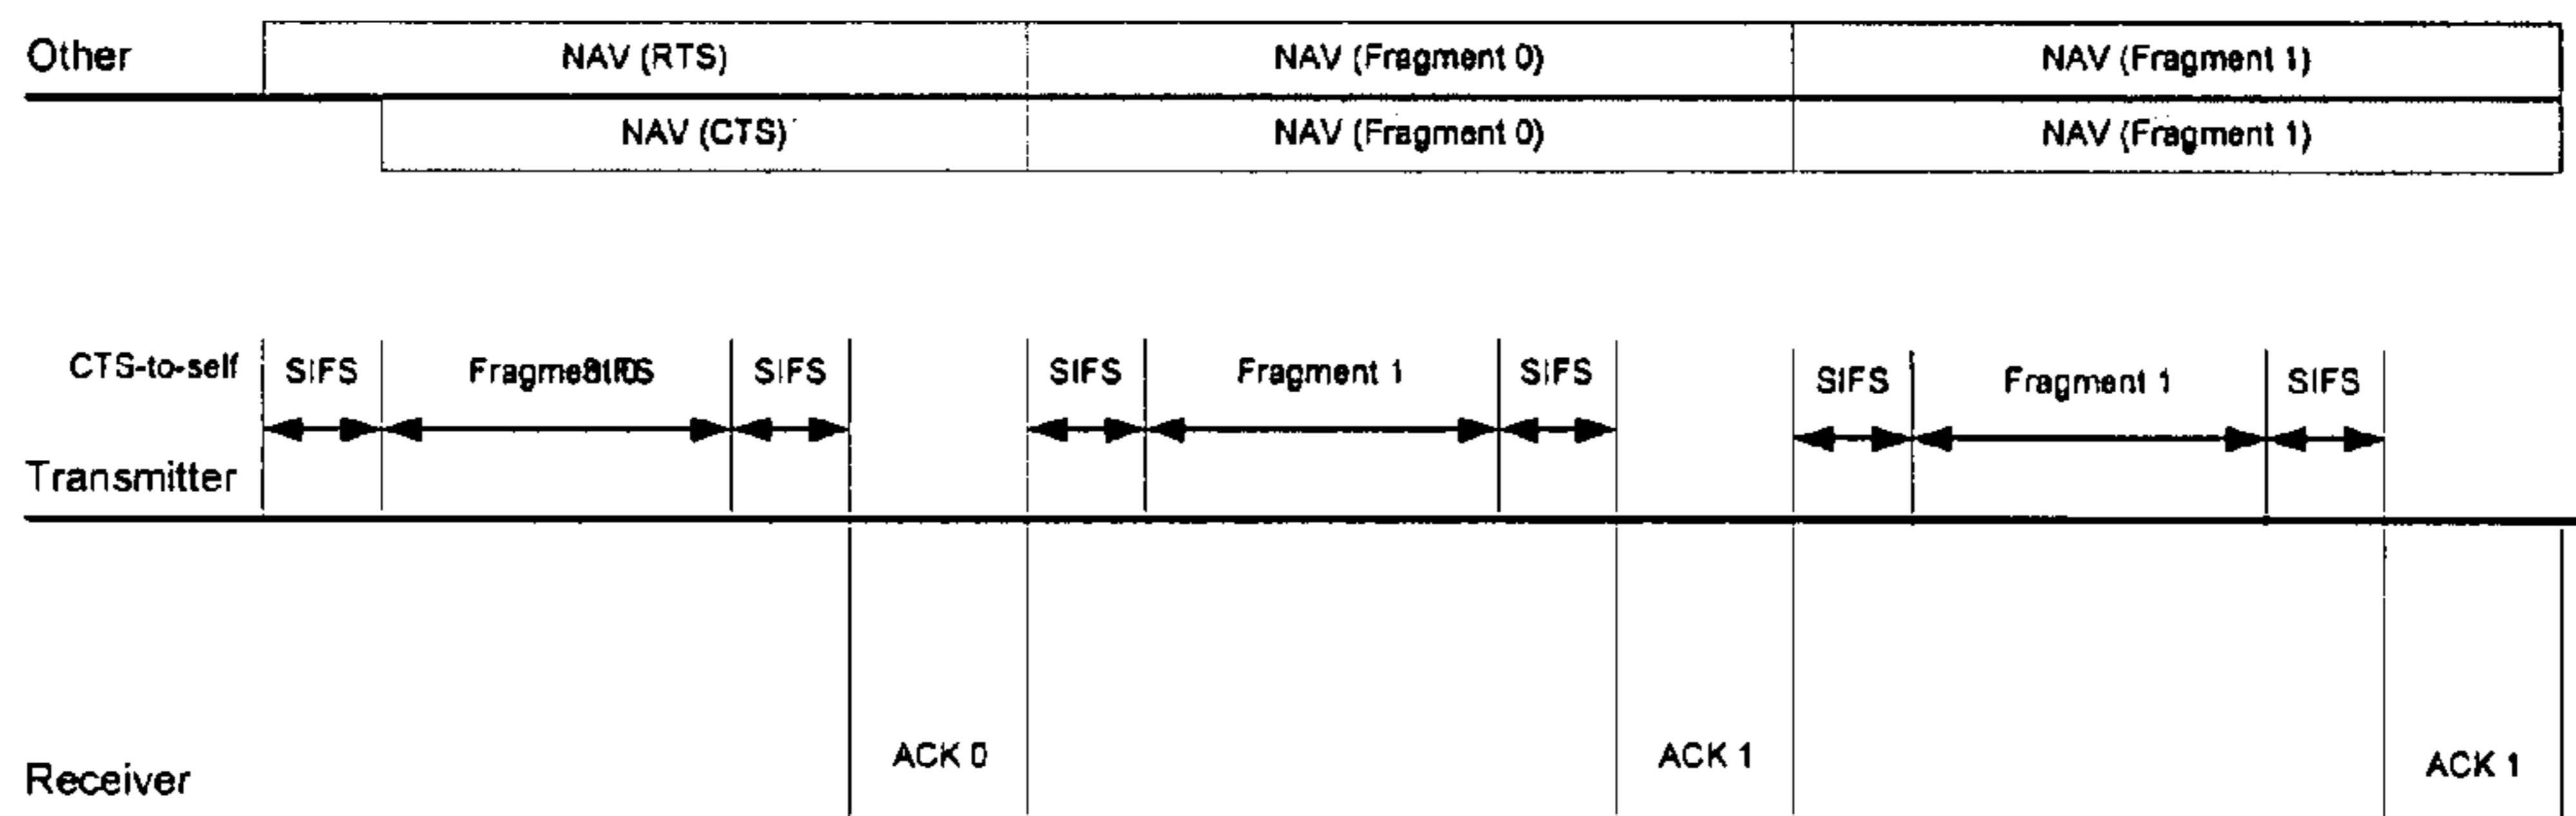 Other NAV (RTS) NAV (Fragment 0) NAV (Fragment 1)
NAV (CTS) NAV (Fragment 0) NAV (Fragment 1)
CTS-to-self SIFS SIFS SIFS Fragment 1 SIFS SIFS Fragment 1 SIFS
Transmitter
ACK 0 ACK 1 ACK 1
Receiver